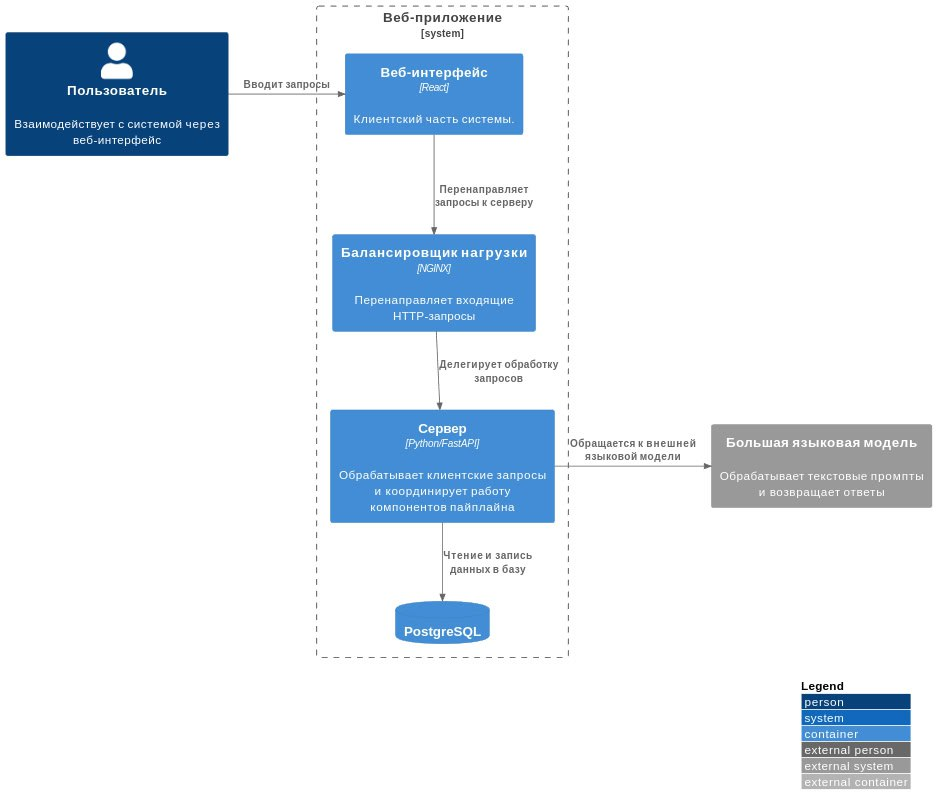 Веб-приложение
[system]
Пользователь
Взаимодействует с системой через
веб-интерфейс
Вводит запросы
Веб-интерфейс
[React]
Клиентский часть системы.
Перенаправляет
запросы к серверу
Балансировщик нагрузки
[NGINX]
Перенаправляет входящие
HTTP-запросы
Делегирует обработку
запросов
Сервер
[Python/FastAPI]
Обрабатывает клиентские запросы
и координирует работу
компонентов пайплайна
Обращается к внешней
языковой модели
Большая языковая модель
Обрабатывает текстовые промпты
и возвращает ответы
Чтение и запись
данных в базу
PostgreSQL
Legend
person
system
container
external person
external system
external container